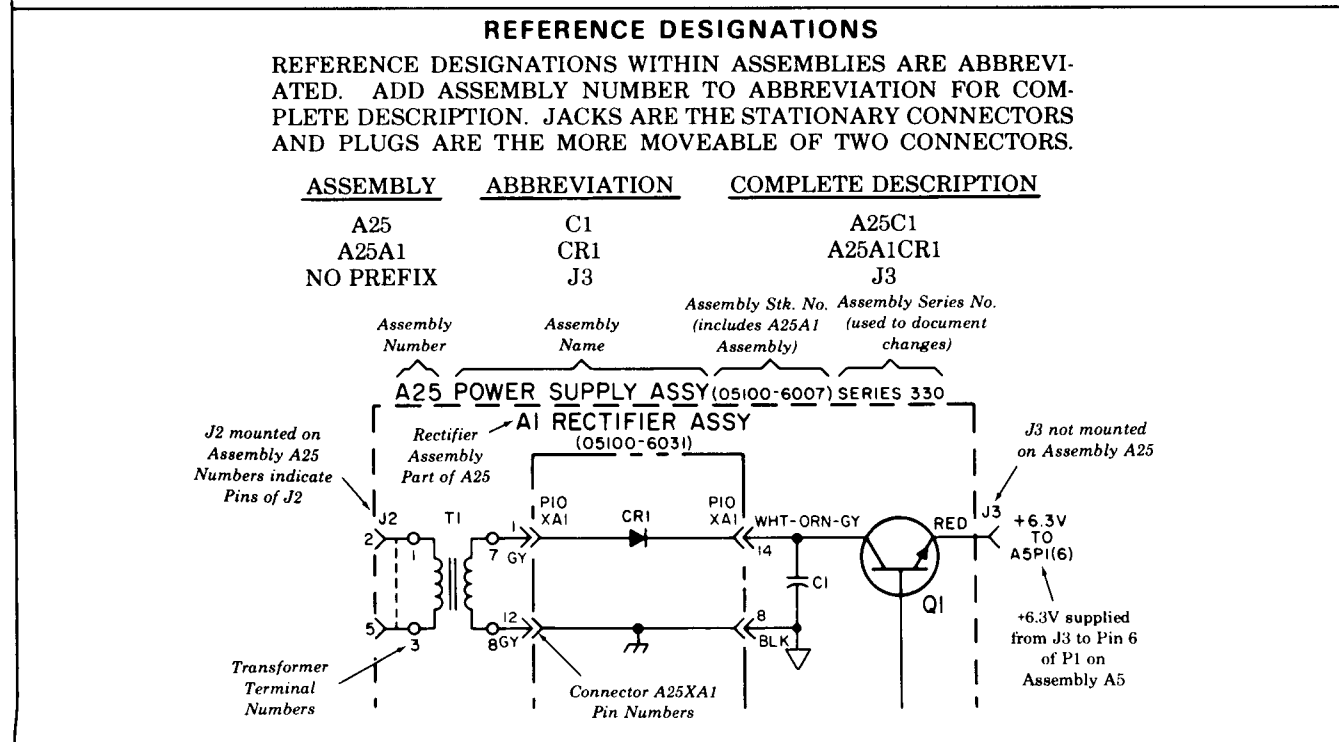 REFERENCE DESIGNATIONS
REFERENCE DESIGNATIONS WITHIN ASSEMBLIES ARE ABBREVI-
ATED. ADD ASSEMBLY NUMBER TO ABBREVIATION FOR COM-
PLETE DESCRIPTION. JACKS ARE THE STATIONARY CONNECTORS
AND PLUGS ARE THE MORE MOVEABLE OF TWO CONNECTORS.
ASSEMBLY ABBREVIATION COMPLETE DESCRIPTION
A25 C1 A25C1
A25A1 CR1 A25A1CR1
NO PREFIX J3 J3
Assembly
Number
Assembly
Name
Assembly Stk. No.
(includes A25A1
Assembly)
Assembly Series No.
(used to document
changes)
A25 POWER SUPPLY ASSY (05100-6007) SERIES 330
A1 RECTIFIER ASSY
(05100-6031)
J2 mounted on
Assembly A25
Numbers indicate
Pins of J2
Rectifier
Assembly
Part of A25
J3 not mounted
on Assembly A25
J2
T1
P10
XA1
CR1
P10
XA1
WHT-ORN-GY
RED
J3
+6.3V
TO
A5P1(6)
2
1
7
1
GY
14
C1
Q1
5
3
8
12
GY
8
BLK
+6.3V supplied
from J3 to Pin 6
of P1 on
Assembly A5
Transformer
Terminal
Numbers
Connector A25XA1
Pin Numbers